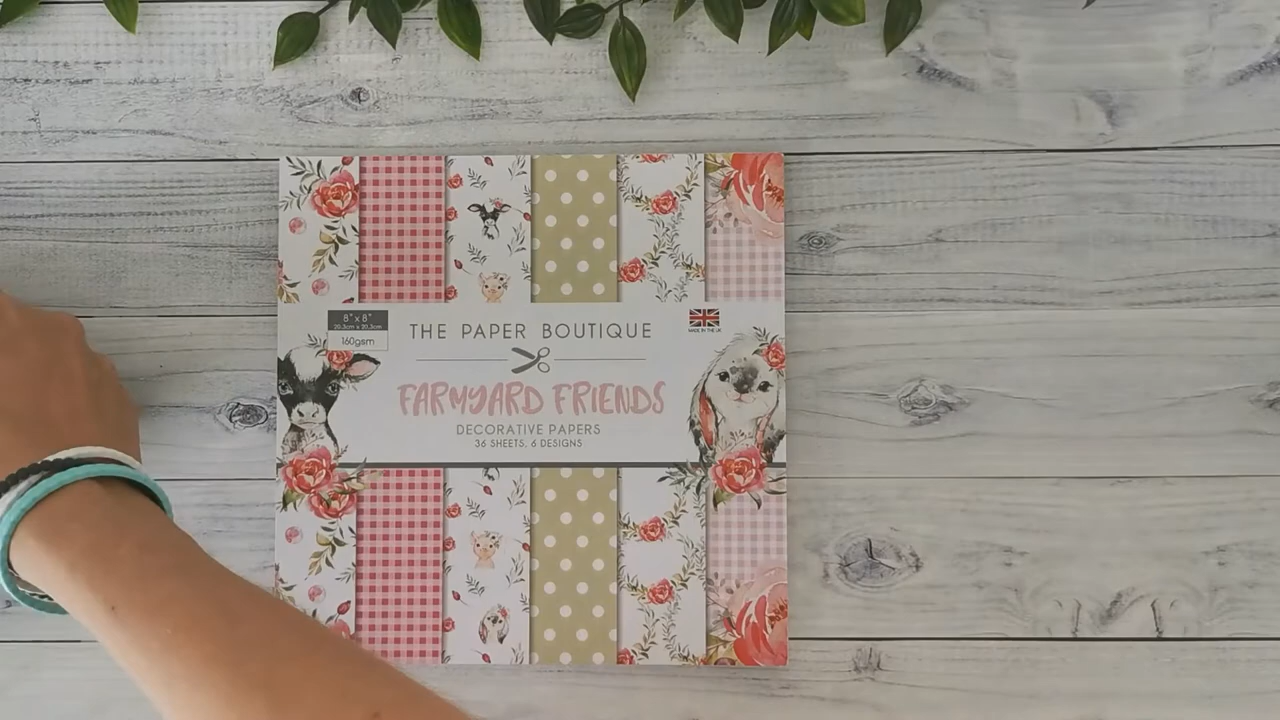 8" x 8"
20.3cm x 20.3cm
160gsm
THE PAPER BOUTIQUE
MADE IN THE UK
FARMYARD FRIENDS
DECORATIVE PAPERS
36 SHEETS, 6 DESIGNS